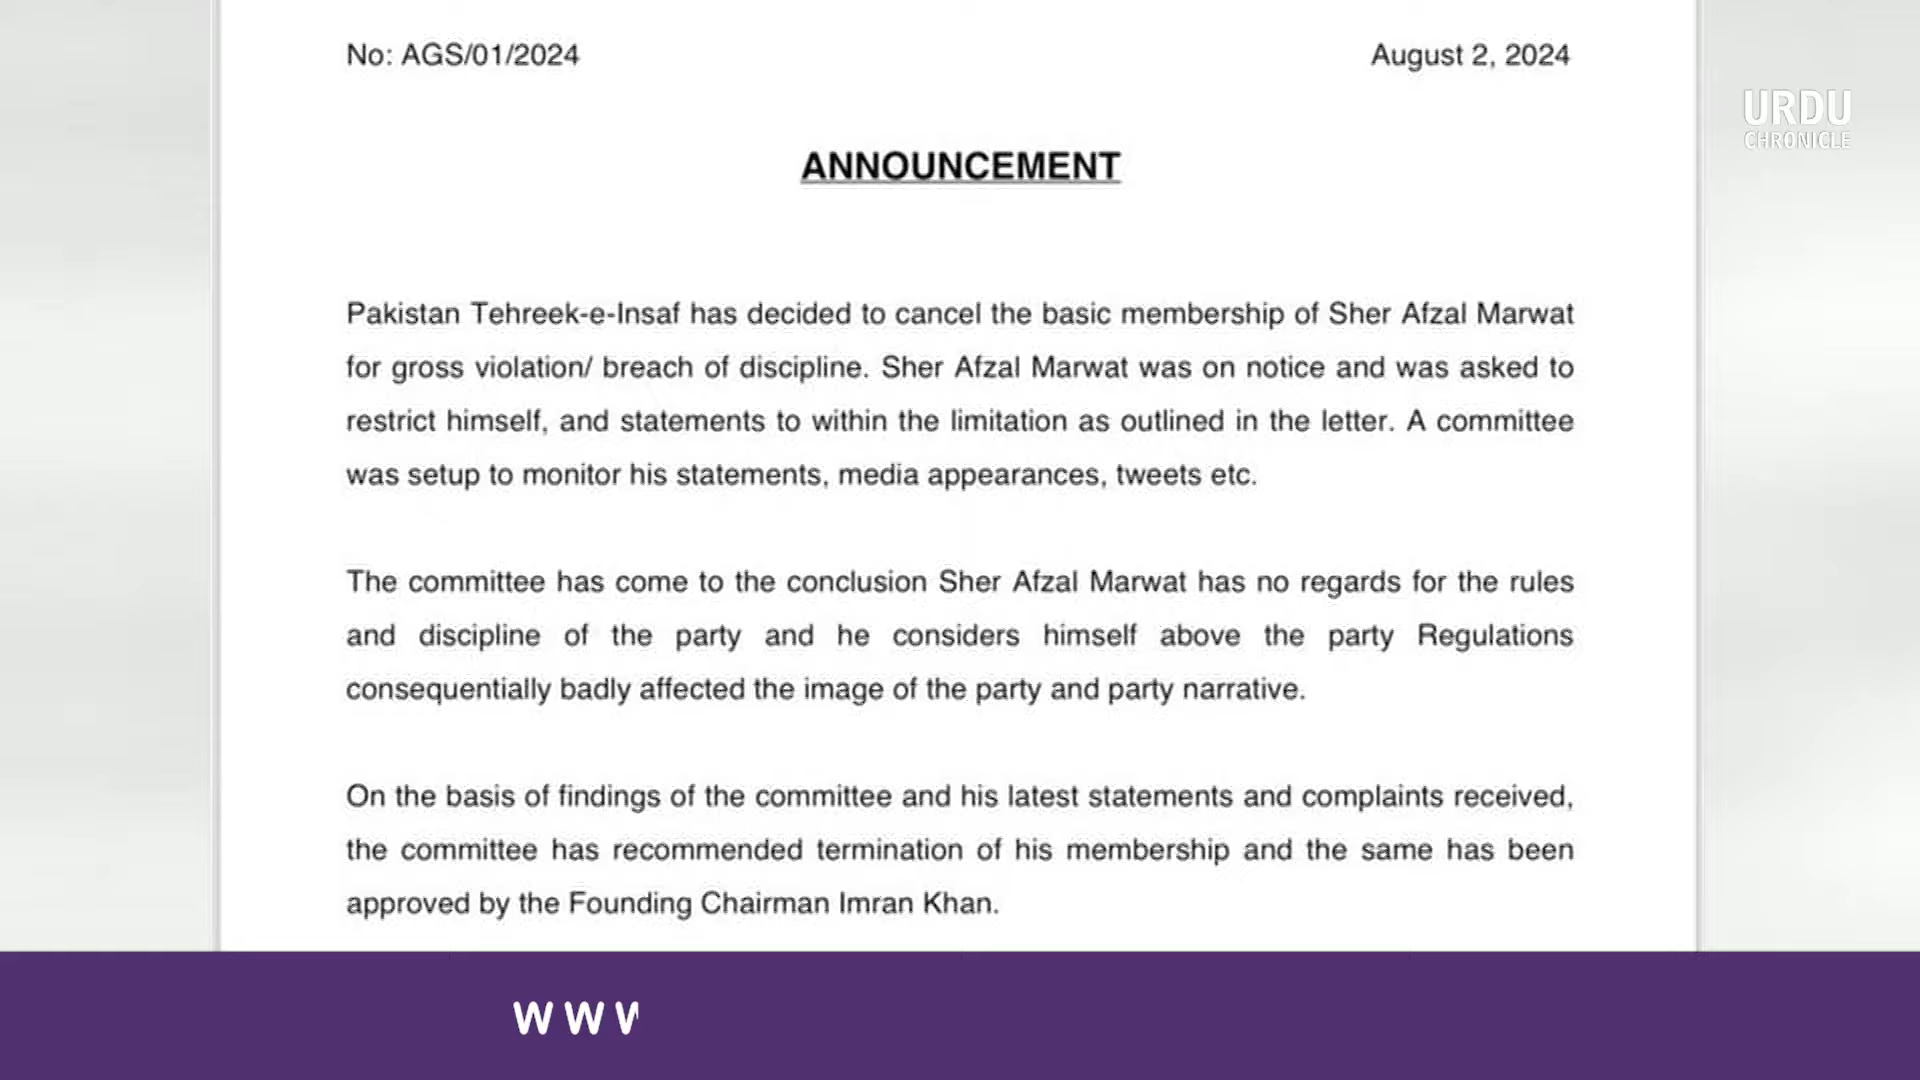 No: AGS/01/2024
August 2, 2024
URDU
CHRONICLE
ANNOUNCEMENT
Pakistan Tehreek-e-Insaf has decided to cancel the basic membership of Sher Afzal Marwat
for gross violation/ breach of discipline. Sher Afzal Marwat was on notice and was asked to
restrict himself, and statements to within the limitation as outlined in the letter. A committee
was setup to monitor his statements, media appearances, tweets etc.
The committee has come to the conclusion Sher Afzal Marwat has no regards for the rules
and discipline of the party and he considers himself above the party Regulations
consequentially badly affected the image of the party and party narrative.
On the basis of findings of the committee and his latest statements and complaints received,
the committee has recommended termination of his membership and the same has been
approved by the Founding Chairman Imran Khan.
WWW